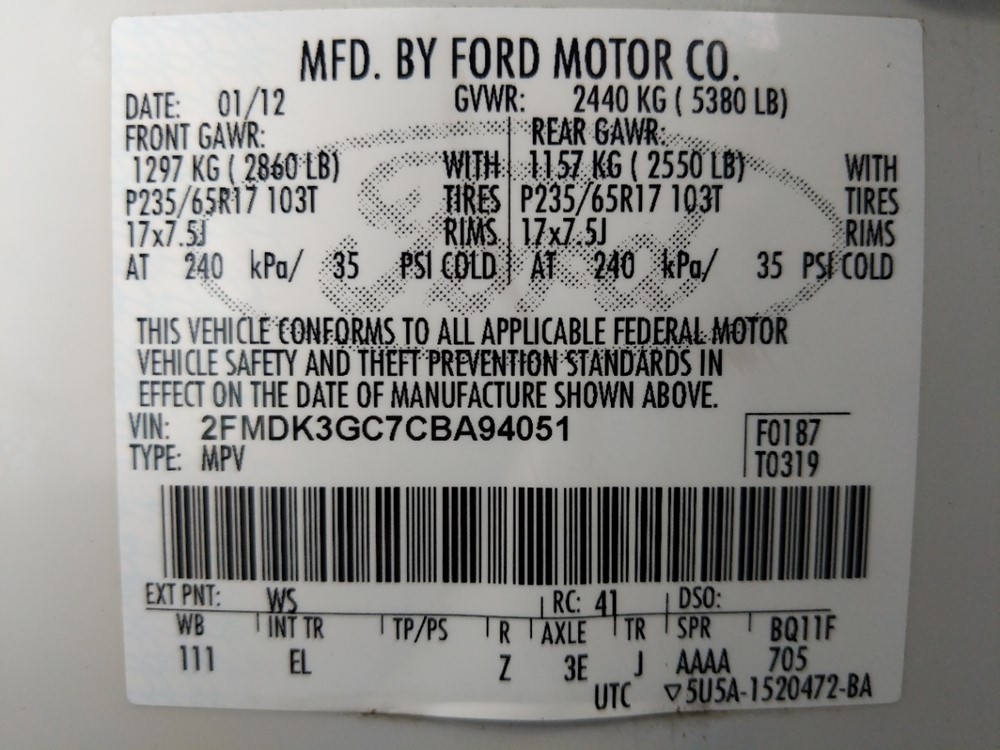 MFD. BY FORD MOTOR CO.
DATE: 01/12 GVWR: 2440 KG ( 5380 LB)
FRONT GAWR: REAR GAWR:
1297 KG ( 2860 LB) WITH 1157 KG ( 2550 LB) WITH
P235/65R17 103T TIRES P235/65R17 103T TIRES
17x7.5J RIMS 17x7.5J RIMS
AT 240 kPa/ 35 PSI COLD AT 240 kPa/ 35 PSI COLD
Ford
THIS VEHICLE CONFORMS TO ALL APPLICABLE FEDERAL MOTOR
VEHICLE SAFETY AND THEFT PREVENTION STANDARDS IN
EFFECT ON THE DATE OF MANUFACTURE SHOWN ABOVE.
VIN: 2FMDK3GC7CBA94051 F0187
TYPE: MPV T0319
EXT PNT: WS RC: 41 DSO:
WB INT TR TP/PS R AXLE TR SPR BQ11F
111 EL Z 3E J AAAA 705
UTC ▽5U5A-1520472-BA